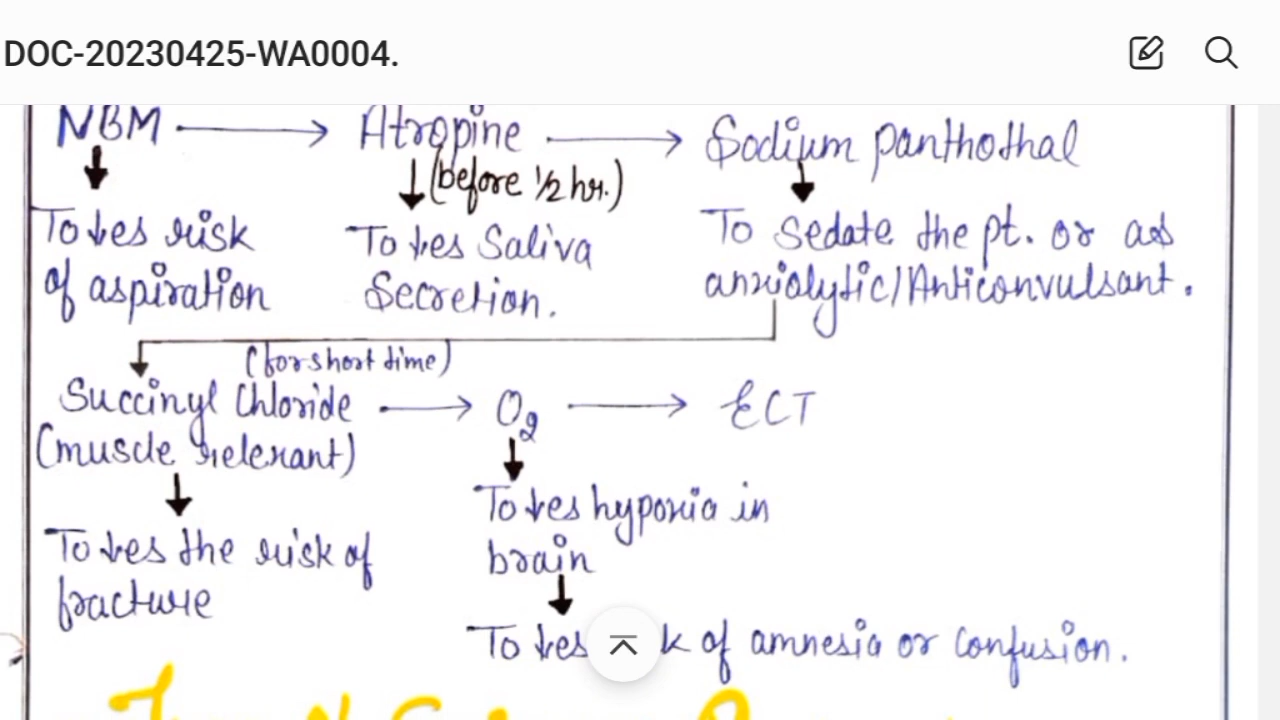 DOC-20230425-WA0004.
NBM → Atropine → Sodium panthothal
(before 1/2 hr.)
To ↓es risk of aspiration
To ↓es Saliva Secretion.
To sedate the pt. or as anxiolytic/Anticonvulsant.
(for short time)
Succinyl Chloride → O2 → ECT
(muscle relexant)
To ↓es the risk of fracture
To ↓es hypoxia in brain
To ↓es k of amnesia or confusion.